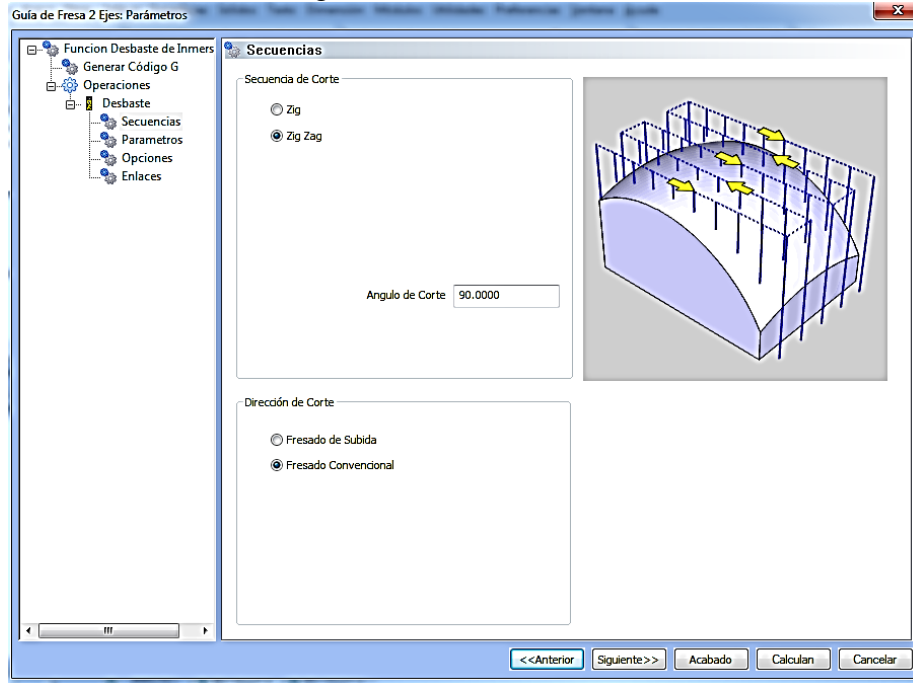 Guía de Fresa 2 Ejes: Parámetros
Funcion Desbaste de Inmers
Generar Código G
Operaciones
Desbaste
Secuencias
Parametros
Opciones
Enlaces
Secuencias
Secuencia de Corte
Zig
Zig Zag
Angulo de Corte 90.0000
Dirección de Corte
Fresado de Subida
Fresado Convencional
<<Anterior Siguiente>> Acabado Calculan Cancelar